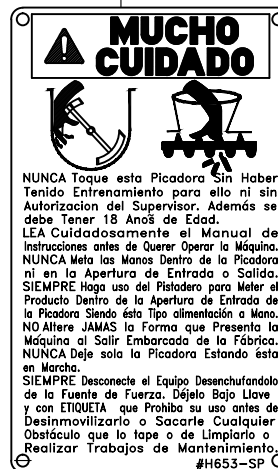 MUCHO
CUIDADO
NUNCA Toque esta Picadora Sin Haber
Tenido Entrenamiento para ello ni sin
Autorizacion del Supervisor. Además se
debe Tener 18 Anoš de Edad.
LEA Cuidadosamente el Manual de
Instrucciones antes de Querer Operar la Máquina.
NUNCA Meta las Manos Dentro de la Picadora
ni en la Apertura de Entrada o Salida.
SIEMPRE Haga uso del Pistadero para Meter el
Producto Dentro de la Apertura de Entrada de
la Picadora Siendo ésta Tipo alimentación a Mano.
NO Altere JAMAS la Forma que Presenta la
Máquina al Salir Embarcada de la Fábrica.
NUNCA Deje sola la Picadora Estando ésta
en Marcha.
SIEMPRE Desconecte el Equipo Desenchufandolo
de la Fuente de Fuerza. Déjelo Bajo Llave
y con ETIQUETA que Prohiba su uso antes de
Desinmovilizarlo o Sacarle Cualquier
Obstáculo que lo tape o de Limpiarlo o
Realizar Trabajos de Mantenimiento.
#H653-SP